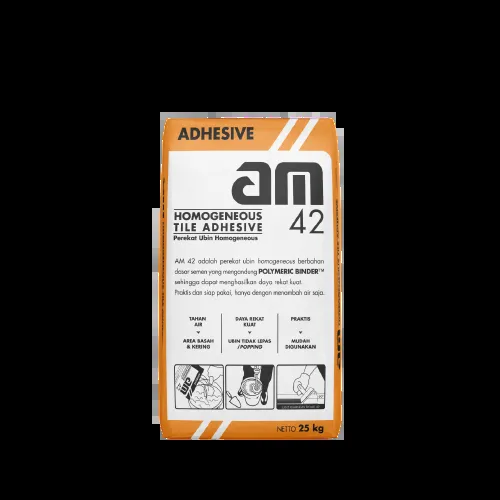 ADHESIVE
am
42
HOMOGENEOUS
TILE ADHESIVE
Perekat Ubin Homogeneous
AM 42 adalah perekat ubin homogeneous berbahan
dasar semen yang mengandung POLYMERIC BINDER™
sehingga dapat menghasilkan daya rekat kuat.
Praktis dan siap pakai, hanya dengan menambah air saja.
TAHAN
AIR
AREA BASAH
& KERING
DAYA REKAT
KUAT
UBIN TIDAK LEPAS
/POPPING
PRAKTIS
MUDAH
DIGUNAKAN
am
NETTO 25 kg